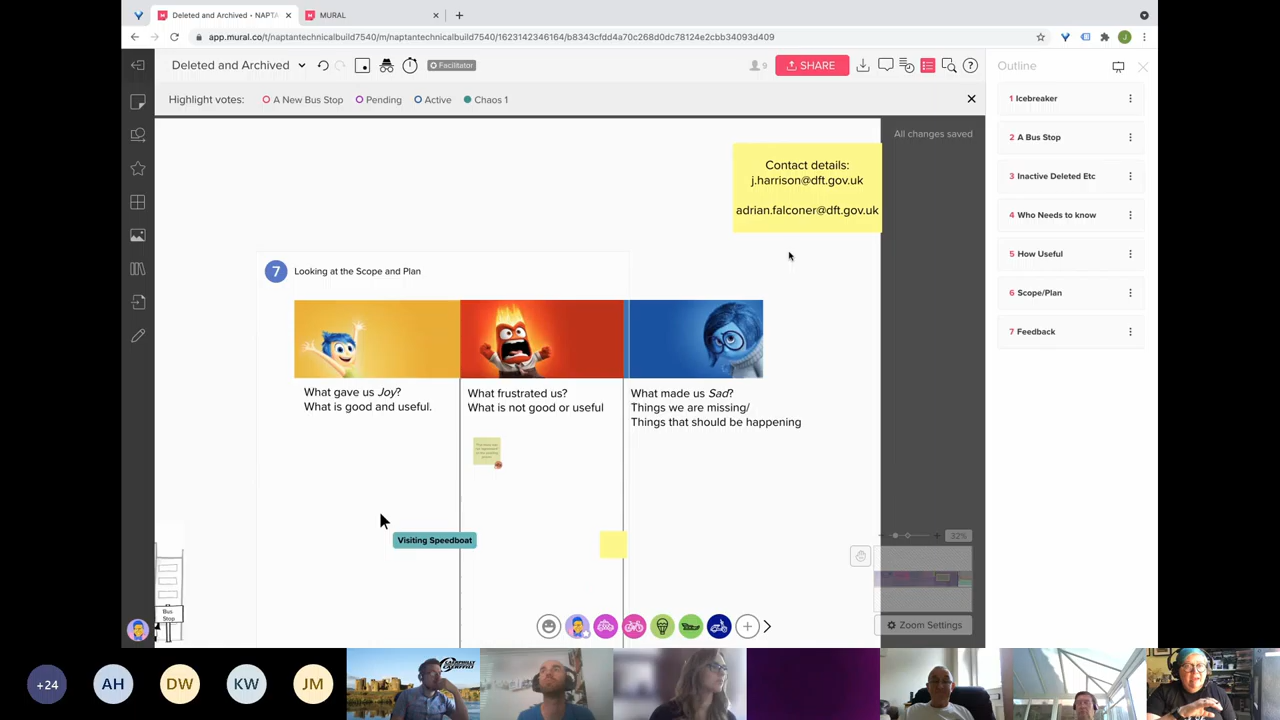 Deleted and Archived • NAPTA
MURAL
app.mural.co/t/naptantechnicalbuild7540/m/naptantechnicalbuild7540/1623142346164/b8343cfdd4a70c268d0dc78124e2cbb34093d409
J
Deleted and Archived
Facilitator
9
SHARE
Outline
Highlight votes:
A New Bus Stop
Pending
Active
Chaos 1
1 Icebreaker
2 A Bus Stop
3 Inactive Deleted Etc
4 Who Needs to know
5 How Useful
6 Scope/Plan
7 Feedback
All changes saved
Contact details:
j.harrison@dft.gov.uk
adrian.falconer@dft.gov.uk
7 Looking at the Scope and Plan
What gave us Joy?
What is good and useful.
What frustrated us?
What is not good or useful
What made us Sad?
Things we are missing/
Things that should be happening
Visiting Speedboat
32%
Bus
Stop
Zoom Settings
+24
AH
DW
KW
JM